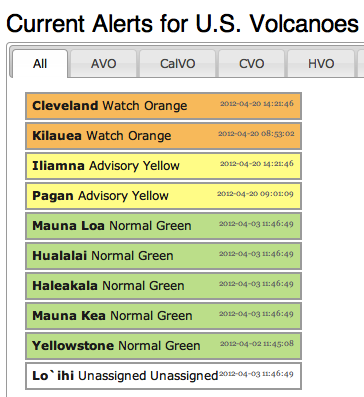 Current Alerts for U.S. Volcanoes
All AVO CalVO CVO HVO
Cleveland Watch Orange 2012-04-20 14:21:46
Kilauea Watch Orange 2012-04-20 08:53:02
Iliamna Advisory Yellow 2012-04-20 14:21:46
Pagan Advisory Yellow 2012-04-20 09:01:09
Mauna Loa Normal Green 2012-04-03 11:46:49
Hualalai Normal Green 2012-04-03 11:46:49
Haleakala Normal Green 2012-04-03 11:46:49
Mauna Kea Normal Green 2012-04-03 11:46:49
Yellowstone Normal Green 2012-04-02 11:45:08
Lo`ihi Unassigned Unassigned 2012-04-03 11:46:49